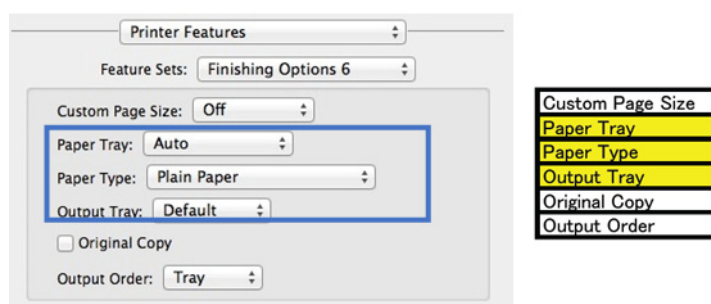 Printer Features
Feature Sets: Finishing Options 6
Custom Page Size: Off
Paper Tray: Auto
Paper Type: Plain Paper
Output Tray: Default
Original Copy
Output Order: Tray
Custom Page Size
Paper Tray
Paper Type
Output Tray
Original Copy
Output Order